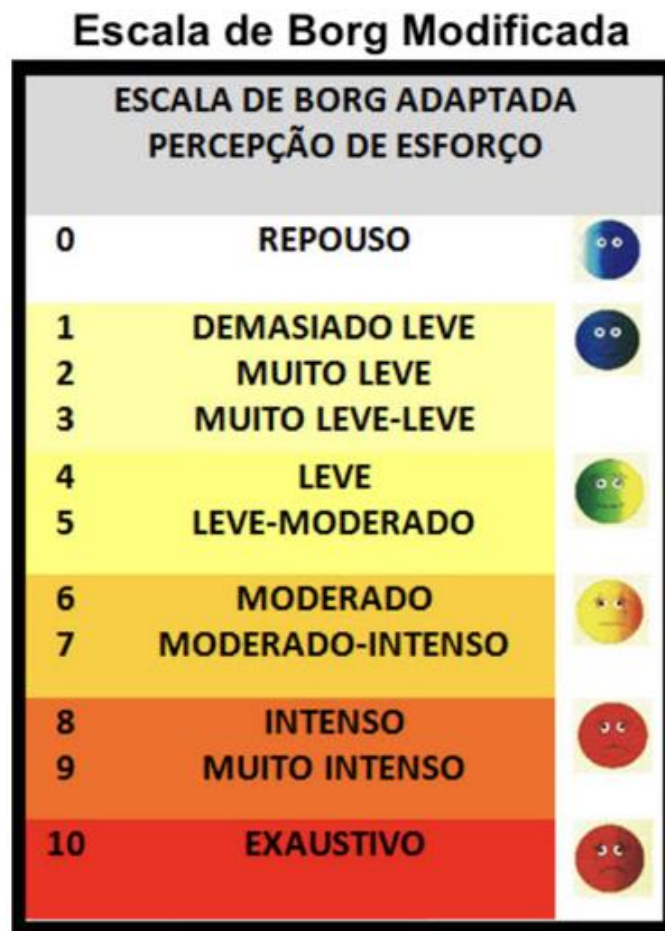 Escala de Borg Modificada
ESCALA DE BORG ADAPTADA
PERCEPÇÃO DE ESFORÇO
0 REPOUSO
1 DEMASIADO LEVE
2 MUITO LEVE
3 MUITO LEVE-LEVE
4 LEVE
5 LEVE-MODERADO
6 MODERADO
7 MODERADO-INTENSO
8 INTENSO
9 MUITO INTENSO
10 EXAUSTIVO